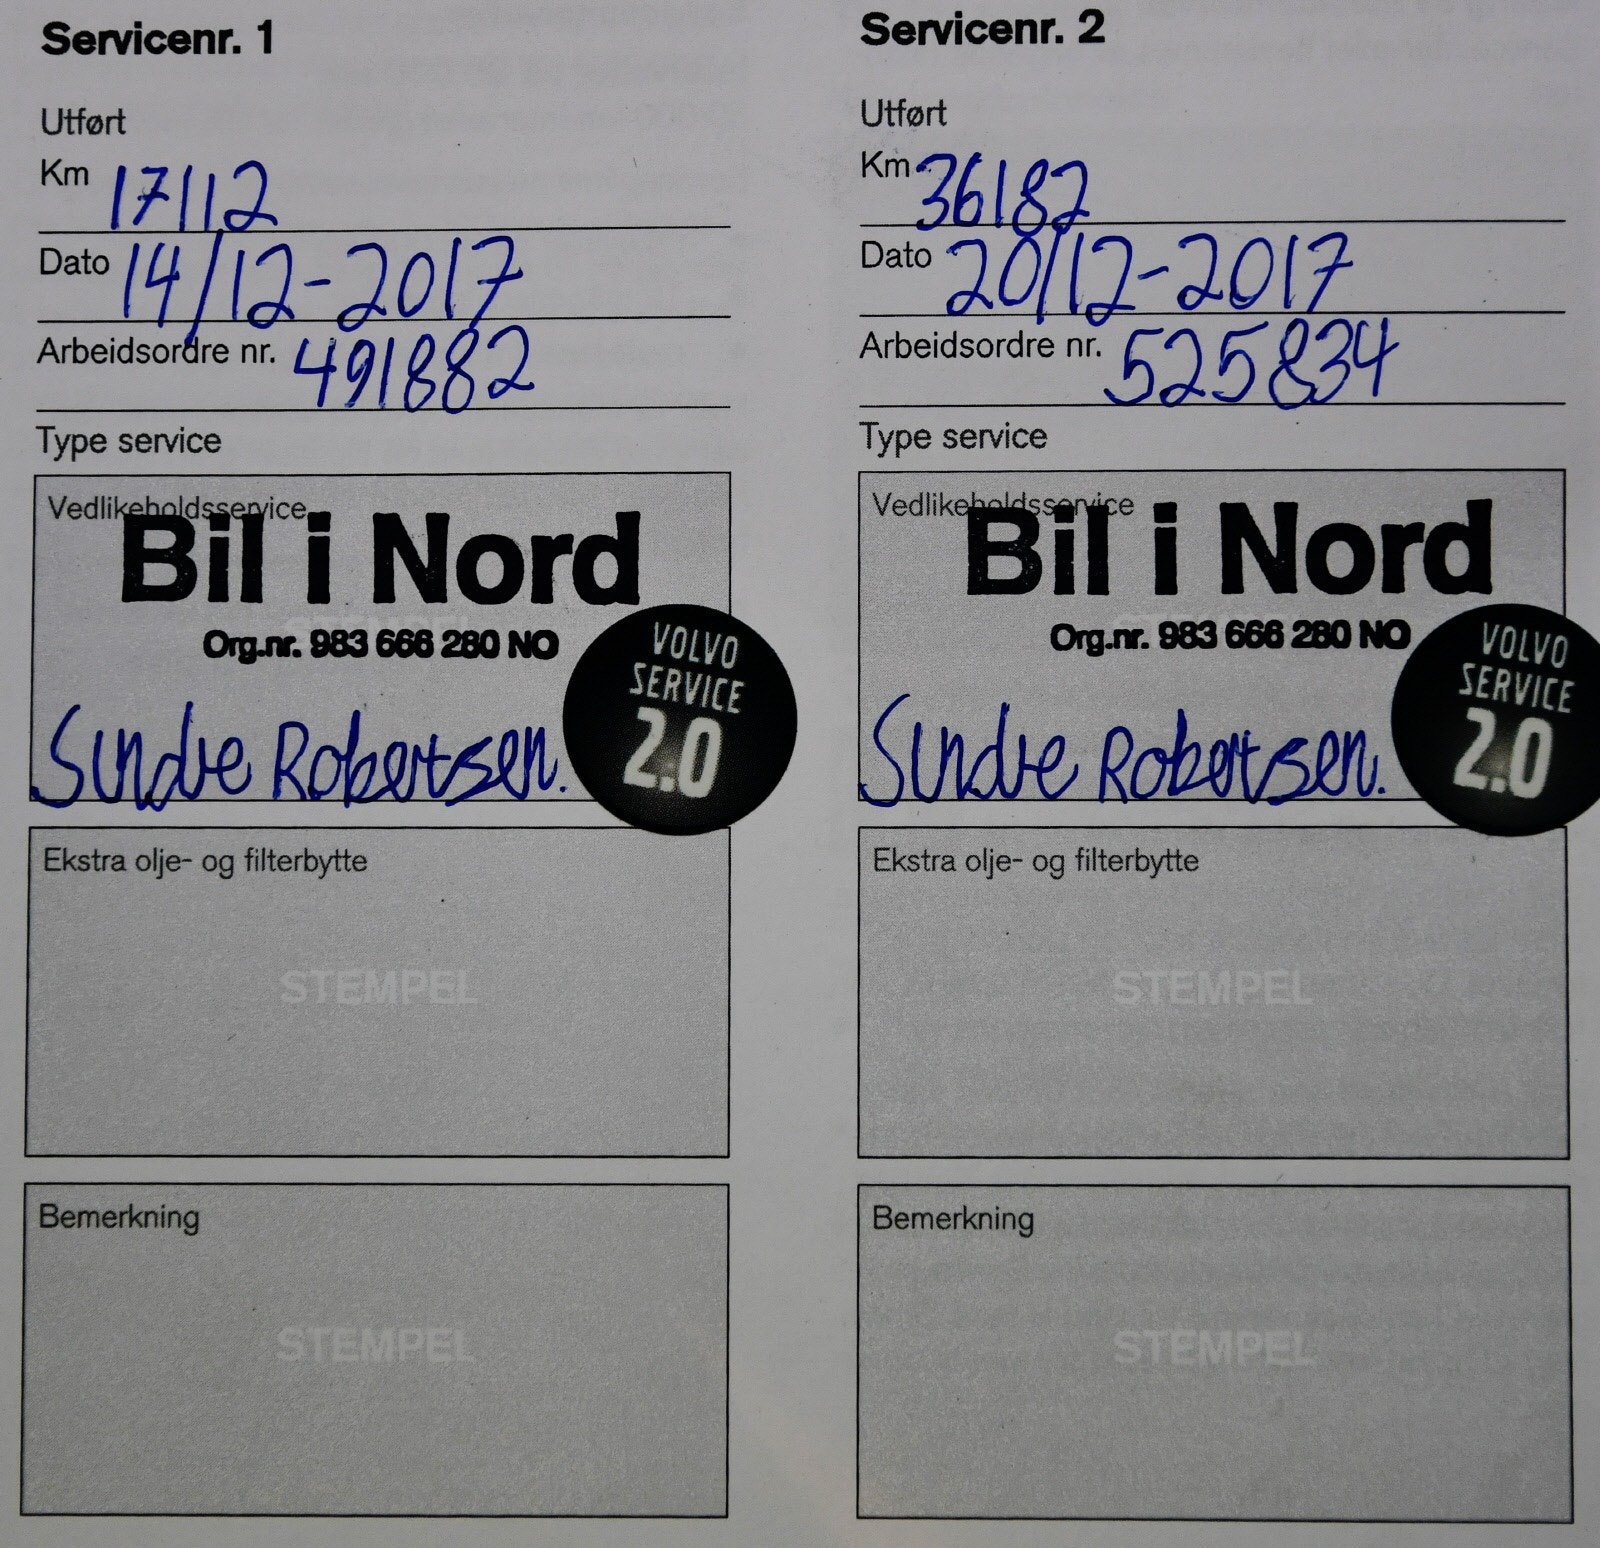 Servicenr. 1
Utført
Km 17112
Dato 14/12-2017
Arbeidsordre nr. 491882
Type service
Vedlikeholdsservice
Bil i Nord
Org.nr. 983 666 280 NO
VOLVO
SERVICE
2.0
Sindre Robertsen.
Ekstra olje- og filterbytte
STEMPEL
Bemerkning
STEMPEL
Servicenr. 2
Utført
Km 36182
Dato 20/12-2017
Arbeidsordre nr. 525834
Type service
Vedlikeholdsservice
Bil i Nord
Org.nr. 983 666 280 NO
VOLVO
SERVICE
2.0
Sindre Robertsen.
Ekstra olje- og filterbytte
STEMPEL
Bemerkning
STEMPEL